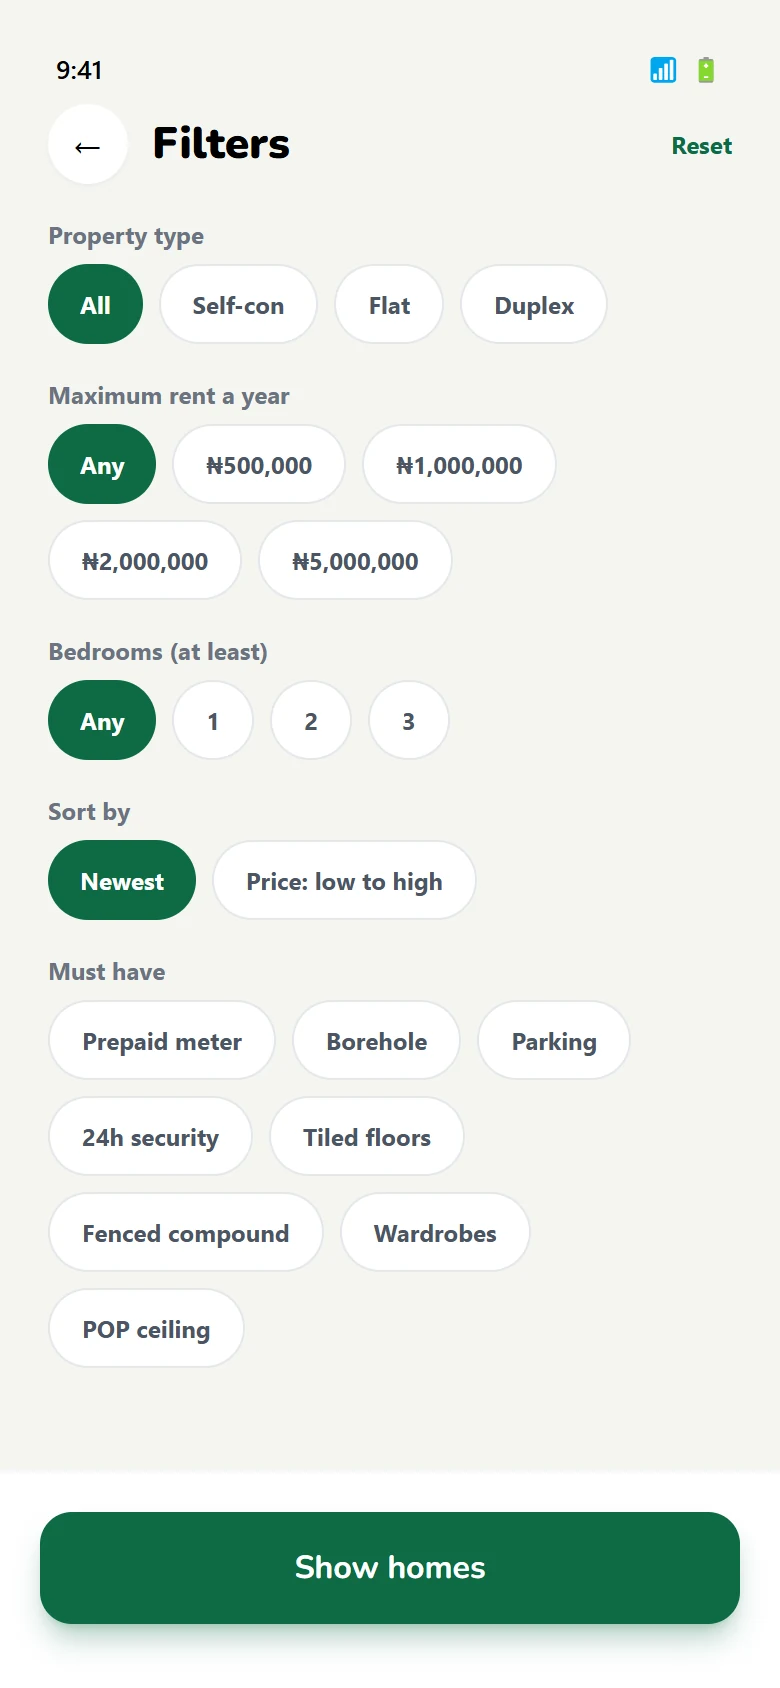 9:41
← Filters Reset
Property type
All Self-con Flat Duplex
Maximum rent a year
Any ₦500,000 ₦1,000,000
₦2,000,000 ₦5,000,000
Bedrooms (at least)
Any 1 2 3
Sort by
Newest Price: low to high
Must have
Prepaid meter Borehole Parking
24h security Tiled floors
Fenced compound Wardrobes
POP ceiling
Show homes